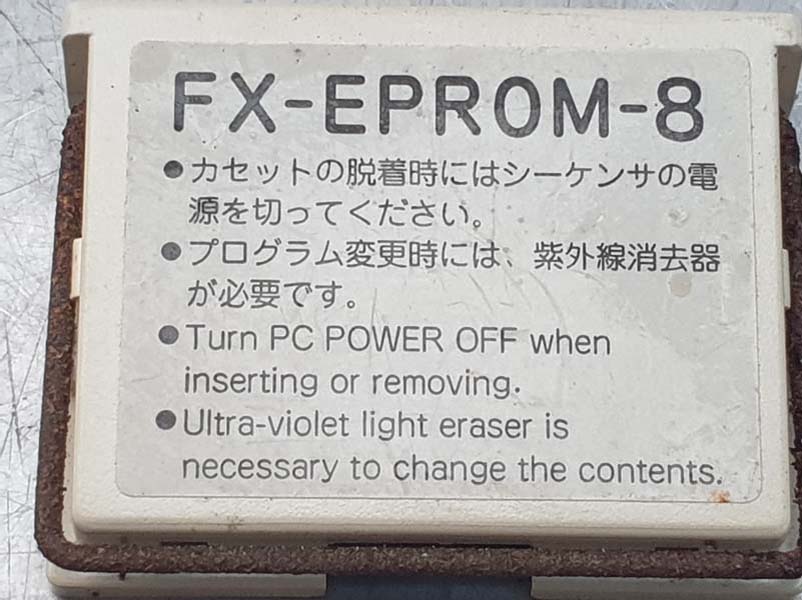 FX-EPROM-8
●カセットの脱着時にはシーケンサの電
源を切ってください。
●プログラム変更時には、紫外線消去器
が必要です。
●Turn PC POWER OFF when
inserting or removing.
●Ultra-violet light eraser is
necessary to change the contents.